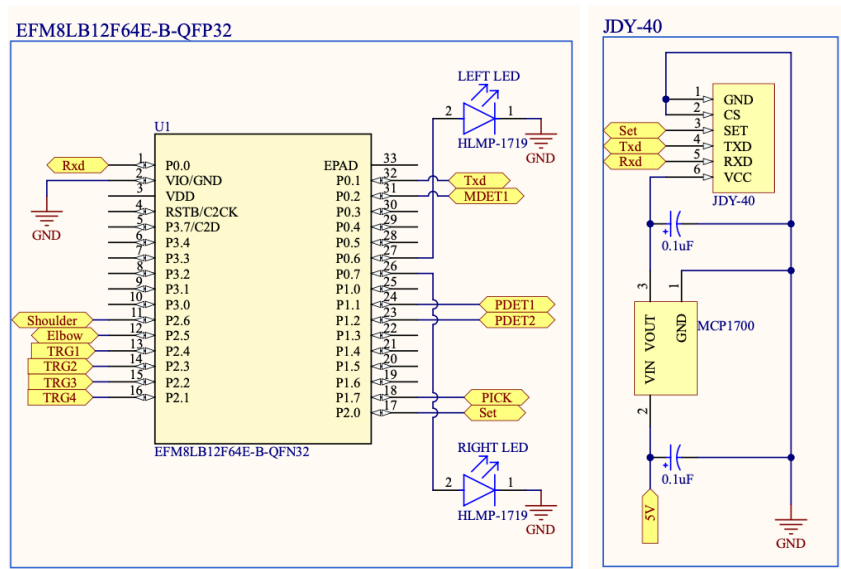 EFM8LB12F64E-B-QFP32
U1
Rxd 1 P0.0
2 VIO/GND
3 VDD
4 RSTB/C2CK
5 P3.7/C2D
6 P3.4
7 P3.3
8 P3.2
9 P3.1
10 P3.0
Shoulder 11 P2.6
Elbow 12 P2.5
TRG1 13 P2.4
TRG2 14 P2.3
TRG3 15 P2.2
TRG4 16 P2.1
GND
EPAD 33
P0.1 32 Txd
P0.2 31 MDET1
P0.3 30
P0.4 29
P0.5 28
P0.6 27
P0.7 26
P1.0 25
P1.1 24 PDET1
P1.2 23 PDET2
P1.3 22
P1.4 21
P1.5 20
P1.6 19
P1.7 18 PICK
P2.0 17 Set
EFM8LB12F64E-B-QFN32
LEFT LED
2 1
HLMP-1719
GND
RIGHT LED
2 1
HLMP-1719
GND
JDY-40
1 GND
2 CS
Set 3 SET
Txd 4 TXD
Rxd 5 RXD
6 VCC
JDY-40
+
0.1uF
3 1
VOUT GND
VIN
MCP1700
2
+
0.1uF
5V
GND